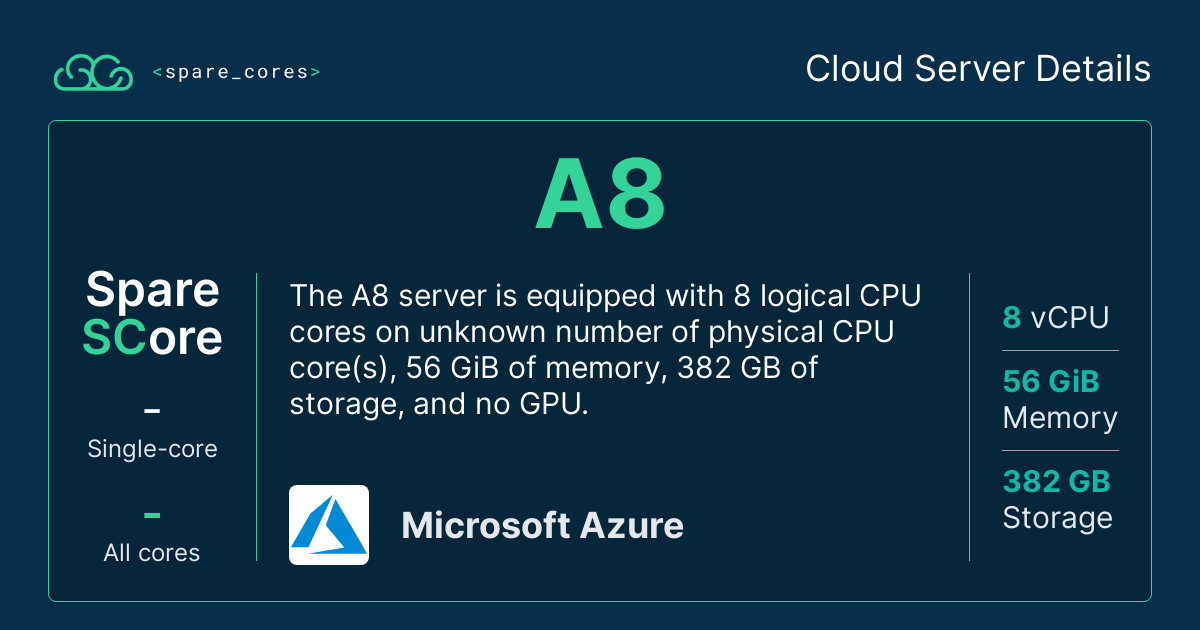 <spare_cores>
Cloud Server Details
A8
Spare
SCore
–
Single-core
–
All cores
The A8 server is equipped with 8 logical CPU
cores on unknown number of physical CPU
core(s), 56 GiB of memory, 382 GB of
storage, and no GPU.
Microsoft Azure
8 vCPU
56 GiB
Memory
382 GB
Storage